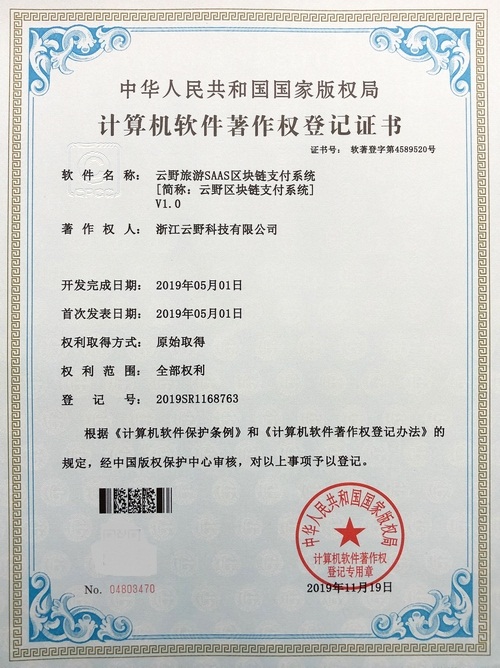 中华人民共和国国家版权局
计算机软件著作权登记证书
证书号： 软著登字第4589520号
软件名称： 云野旅游SAAS区块链支付系统
[简称：云野区块链支付系统]
V1.0
著作权人： 浙江云野科技有限公司
开发完成日期： 2019年05月01日
首次发表日期： 2019年05月01日
权利取得方式： 原始取得
权利范围： 全部权利
登记号： 2019SR1168763
根据《计算机软件保护条例》和《计算机软件著作权登记办法》的
规定，经中国版权保护中心审核，对以上事项予以登记。
中华人民共和国国家版权局
计算机软件著作权
登记专用章
No. 04803470
2019年11月19日